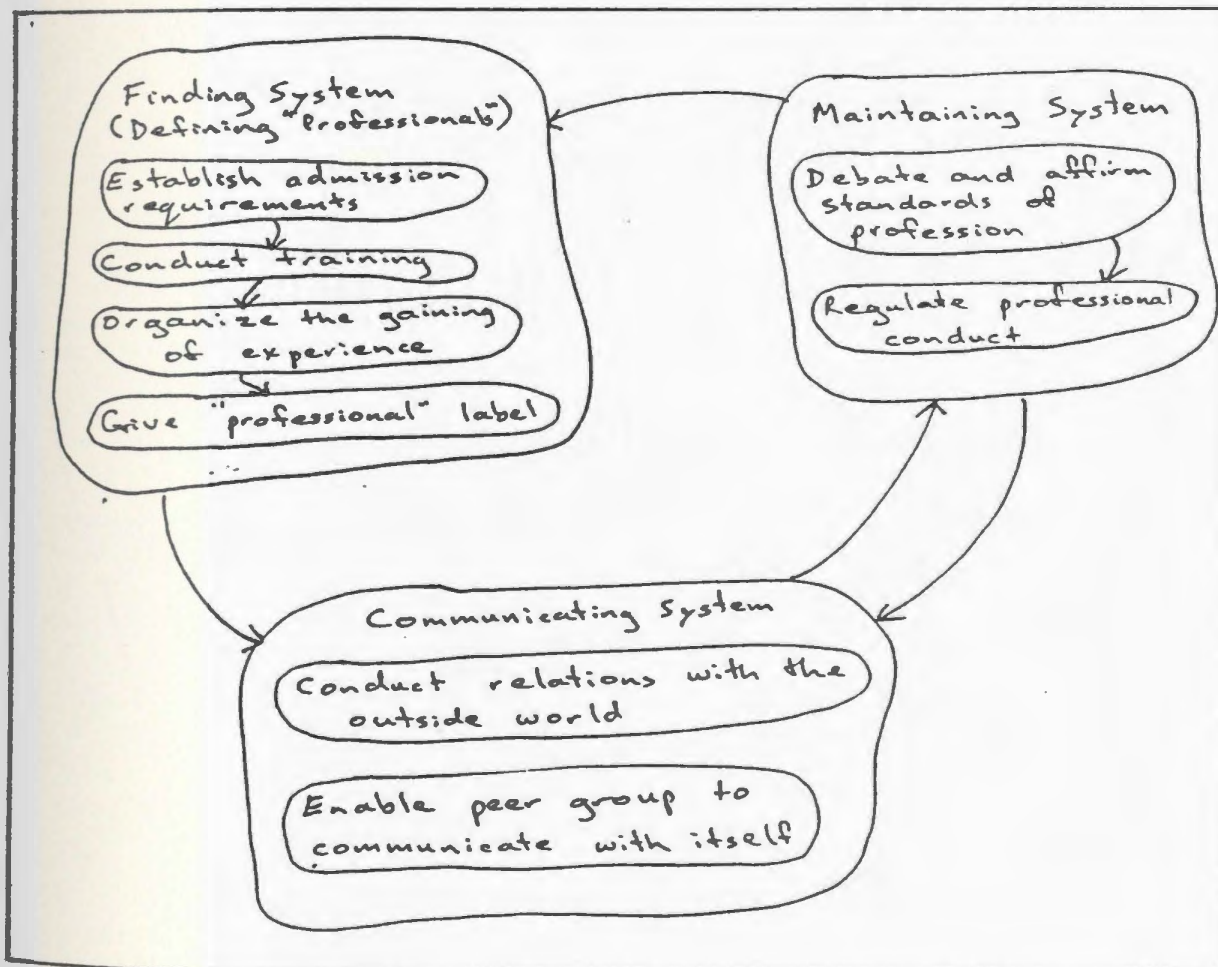 Finding System
(Defining "Professionals")
Establish admission
requirements
Conduct training
Organize the gaining
of experience
Give "professional" label
Maintaining System
Debate and affirm
standards of
profession
Regulate professional
conduct
Communicating System
Conduct relations with the
outside world
Enable peer group to
communicate with itself